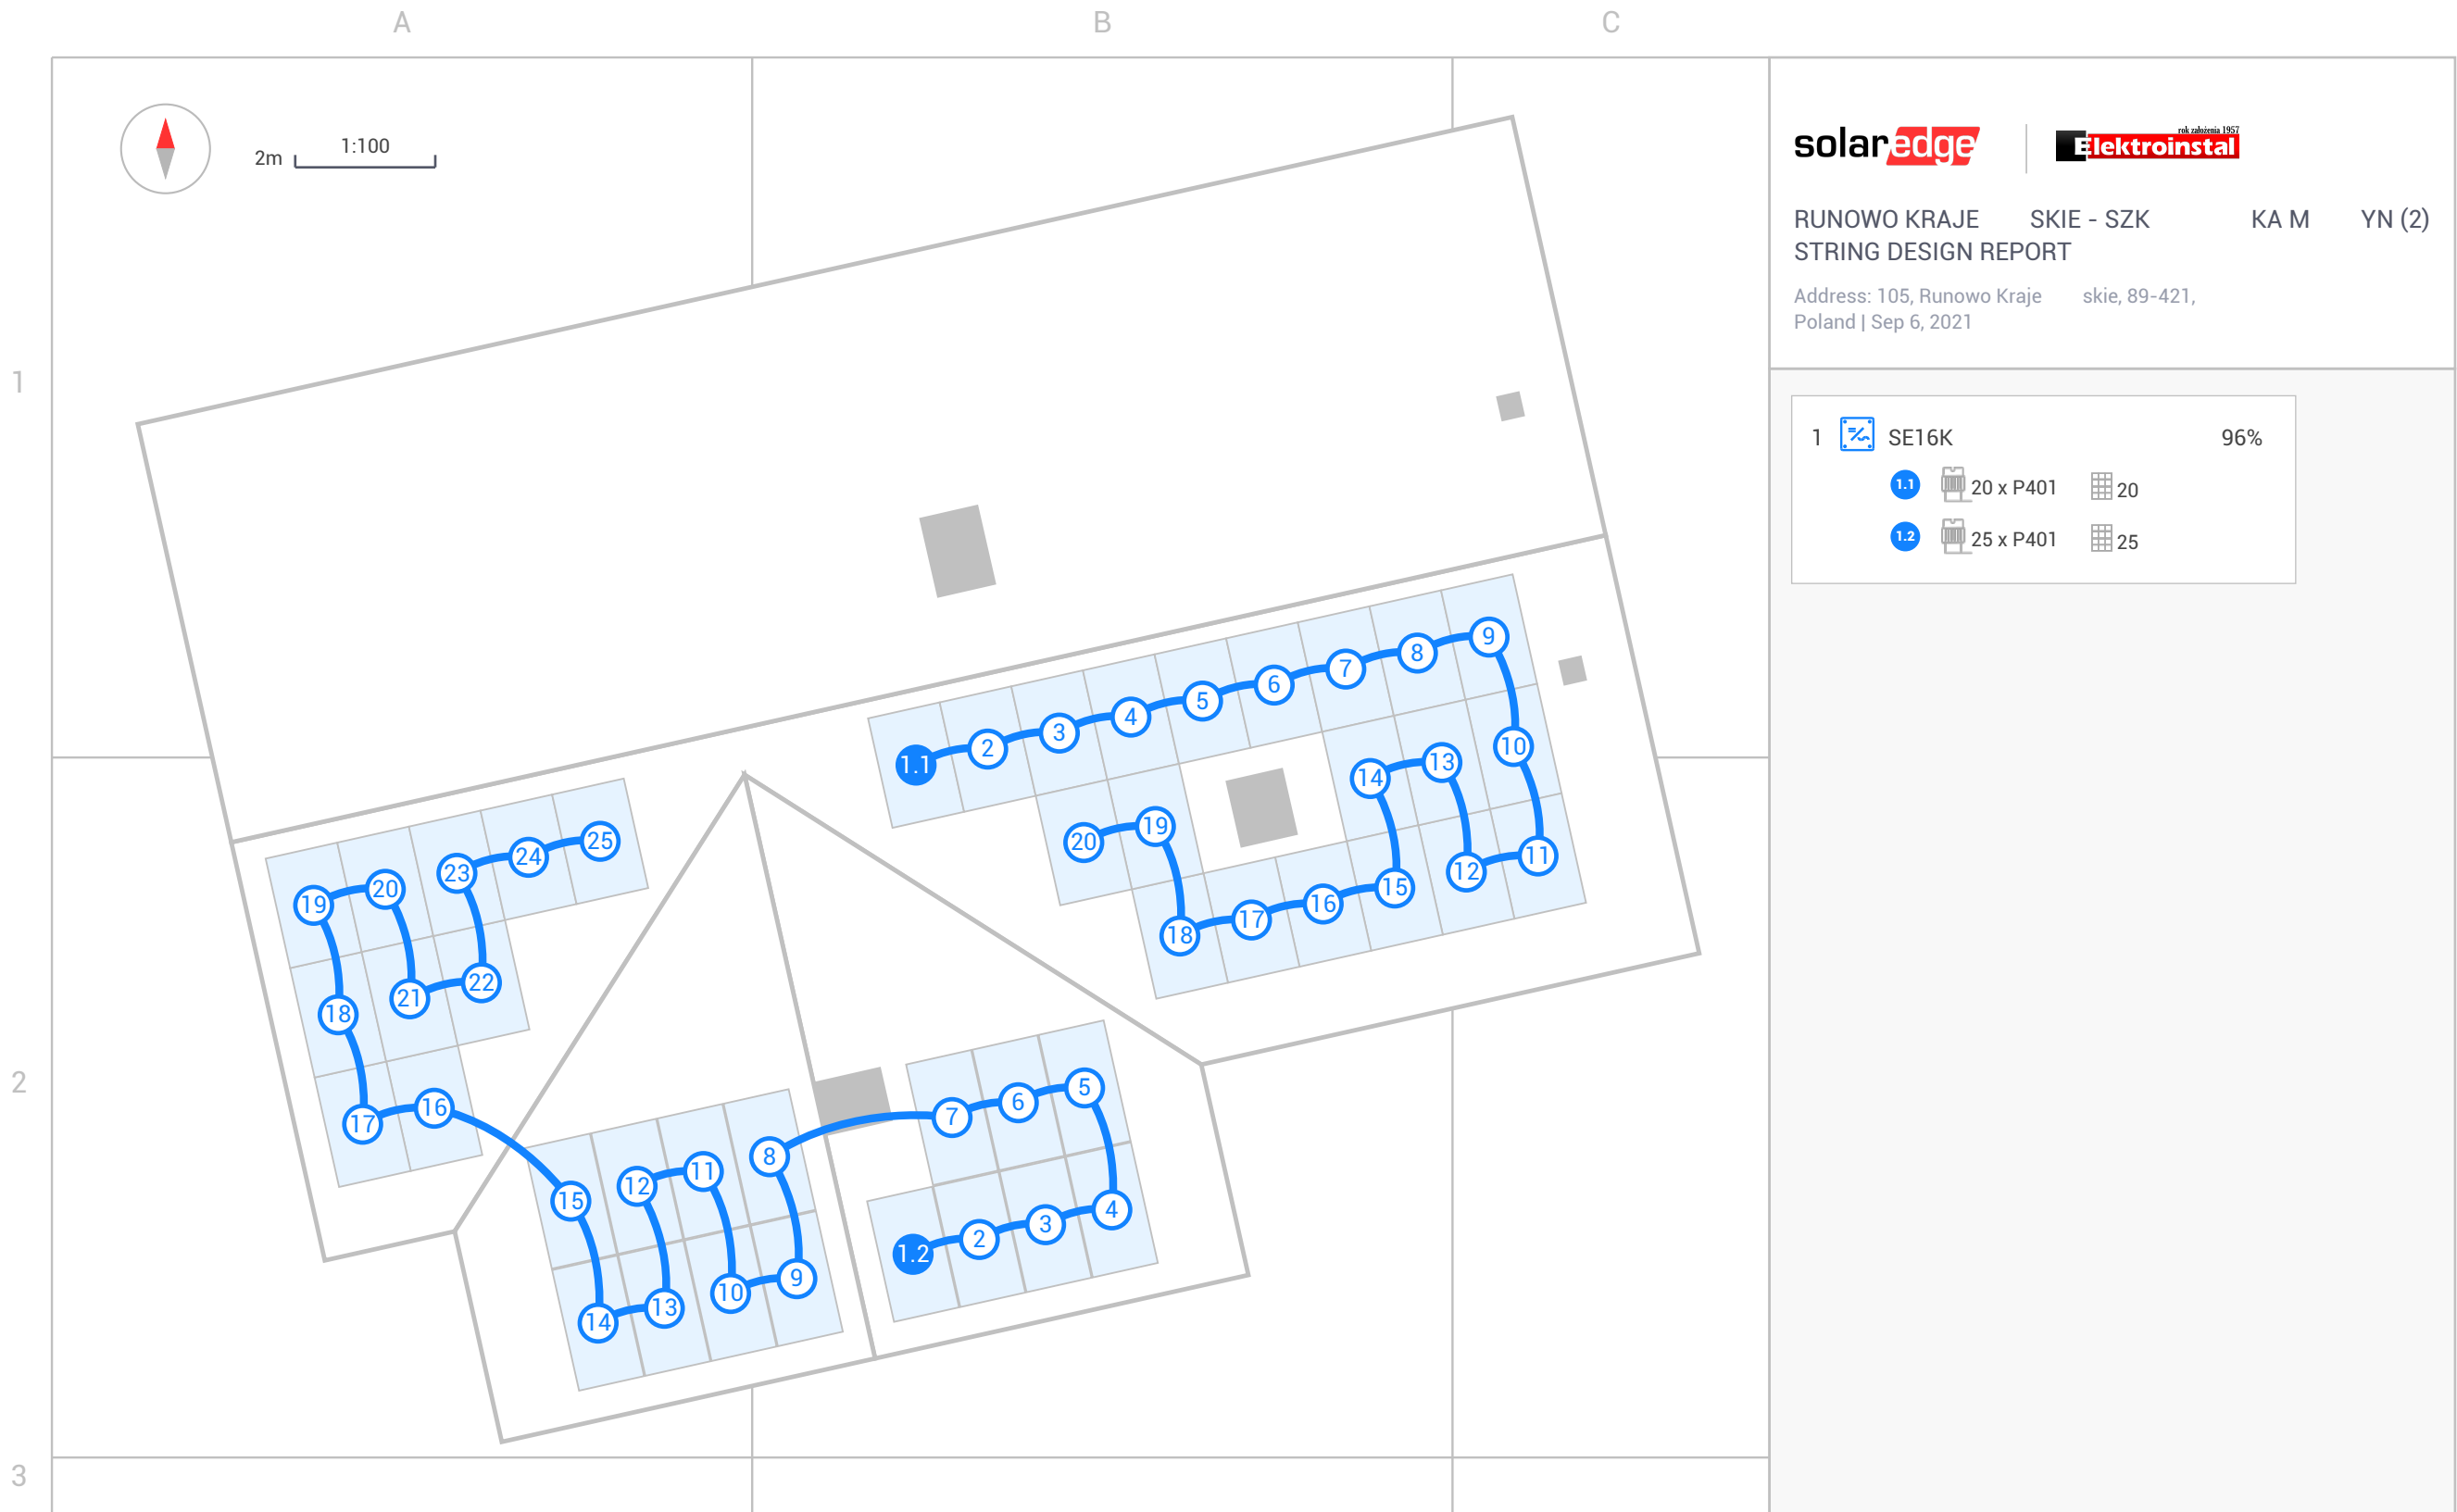 A B C
1
2
3
2m 1:100
solaredge
rok założenia 1957
Elektroinstal
RUNOWO KRAJE SKIE - SZK KA M YN (2)
STRING DESIGN REPORT
Address: 105, Runowo Kraje skie, 89-421,
Poland | Sep 6, 2021
1 SE16K 96%
1.1 20 x P401 20
1.2 25 x P401 25
1.1 2 3 4 5 6 7 8 9
10
11
12
13
14
15
16
17
18
19
20
1.2 2 3 4
5
6
7
8
9
10
11
12
13
14
15
16
17
18
19
20
21
22
23
24
25